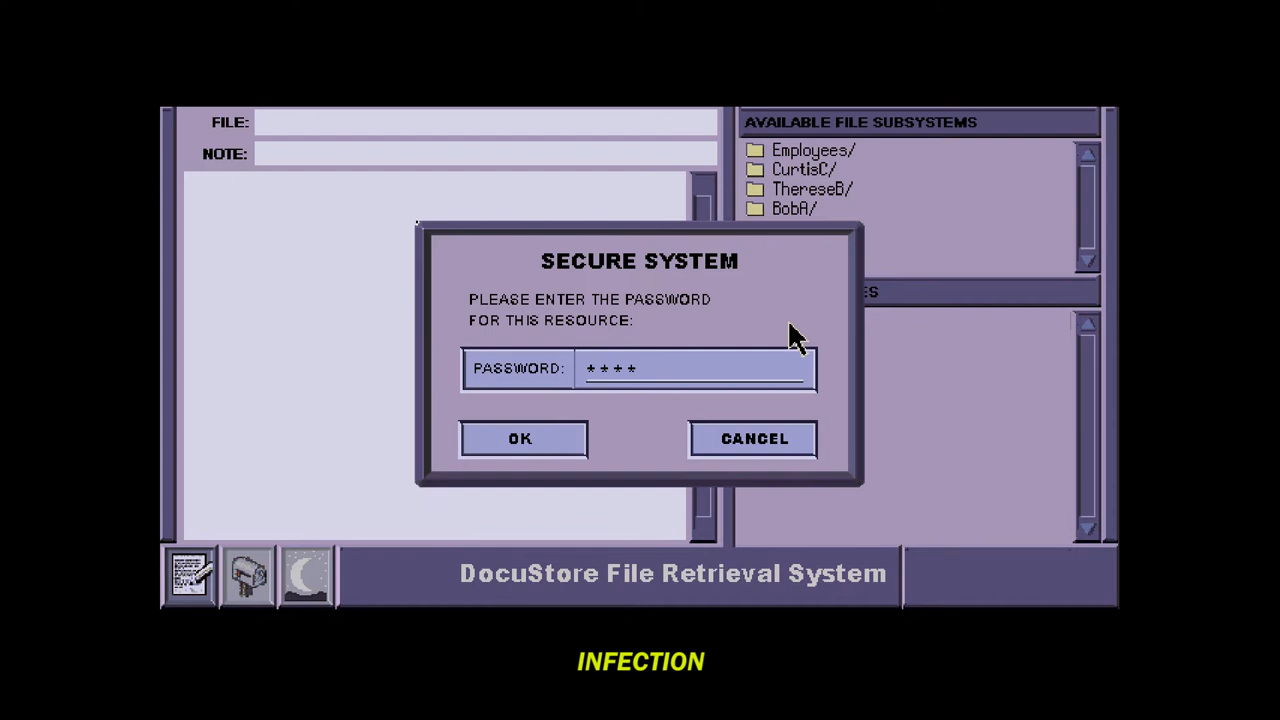 FILE:
NOTE:
AVAILABLE FILE SUBSYSTEMS
Employees/
CurtisC/
ThereseB/
BobA/
ES
SECURE SYSTEM
PLEASE ENTER THE PASSWORD
FOR THIS RESOURCE:
PASSWORD: ****
OK
CANCEL
DocuStore File Retrieval System
INFECTION